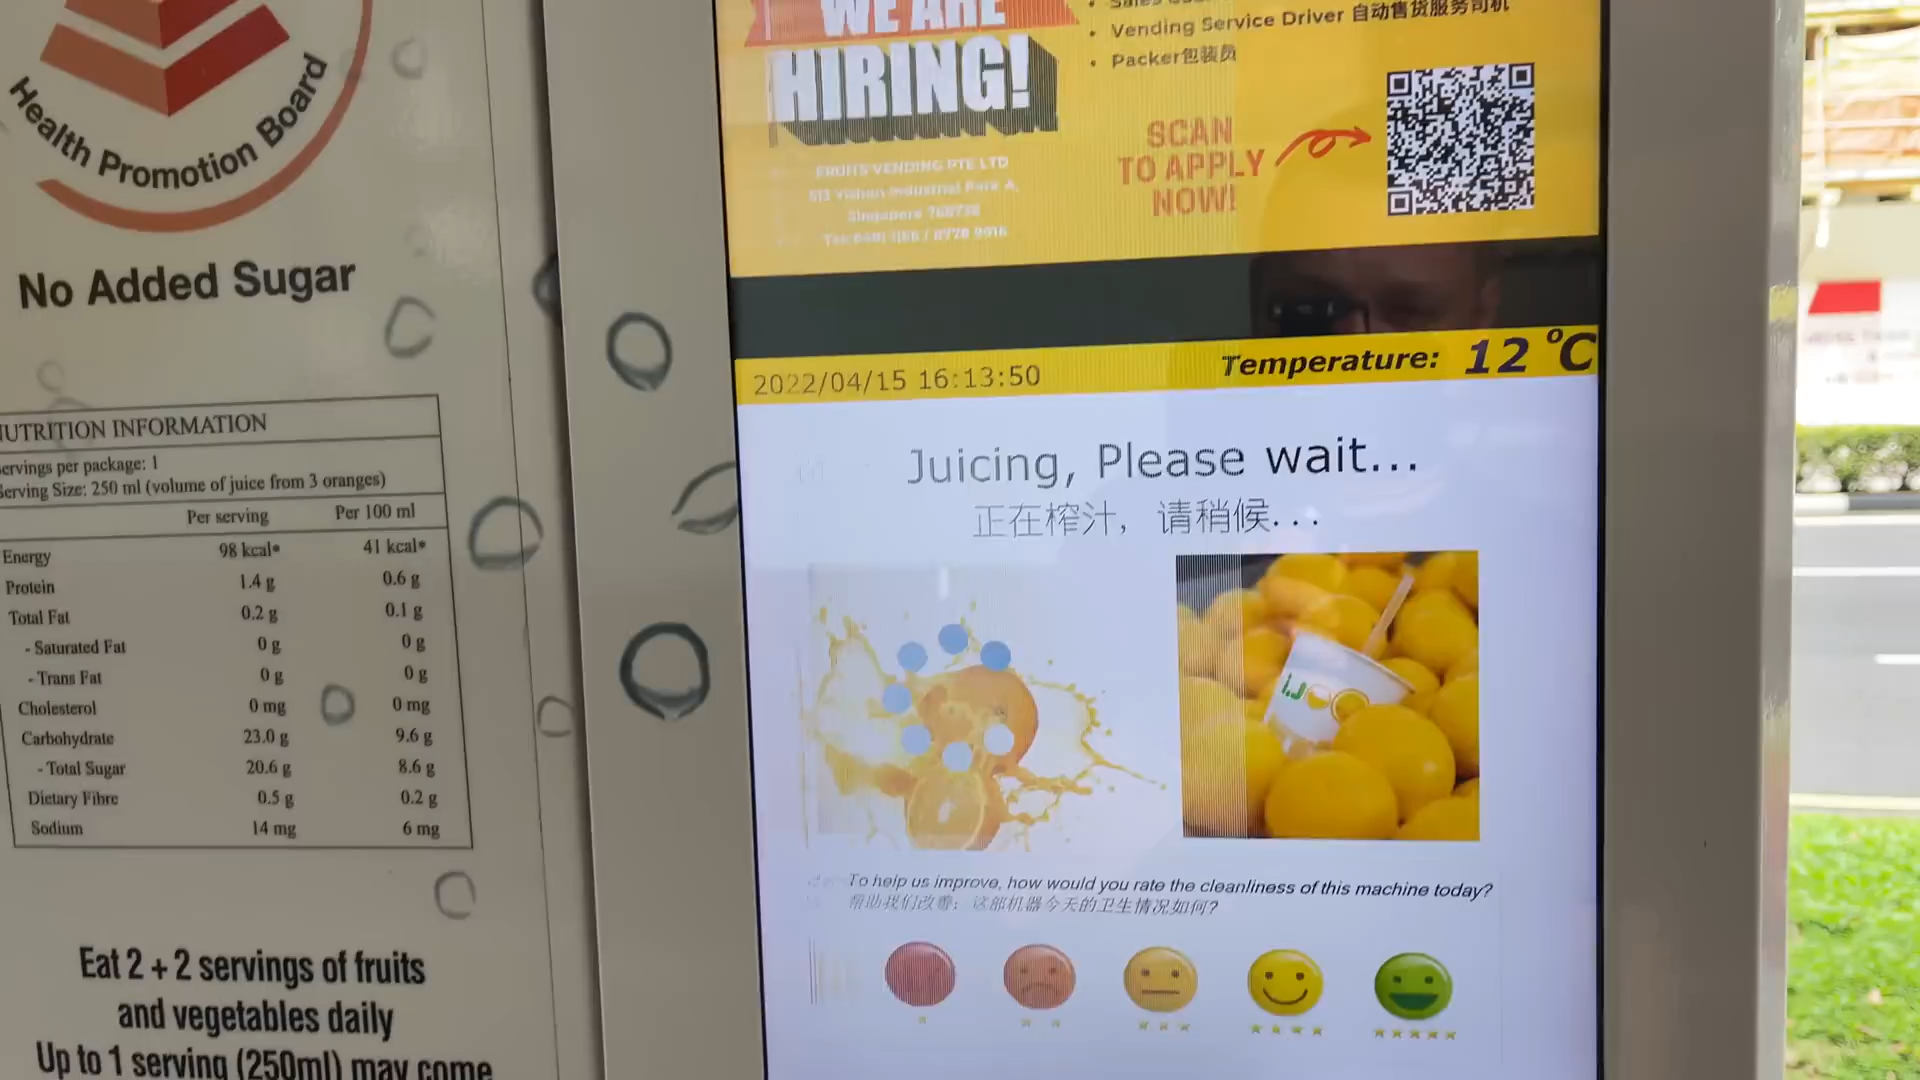 Health Promotion Board
No Added Sugar
NUTRITION INFORMATION
Servings per package: 1
Serving Size: 250 ml (volume of juice from 3 oranges)
Per serving Per 100 ml
Energy 98 kcal* 41 kcal*
Protein 1.4 g 0.6 g
Total Fat 0.2 g 0.1 g
- Saturated Fat 0 g 0 g
- Trans Fat 0 g 0 g
Cholesterol 0 mg 0 mg
Carbohydrate 23.0 g 9.6 g
- Total Sugar 20.6 g 8.6 g
Dietary Fibre 0.5 g 0.2 g
Sodium 14 mg 6 mg
Eat 2 + 2 servings of fruits
and vegetables daily
Up to 1 serving (250ml) may come
WE ARE
HIRING!
FRUITS VENDING PTE LTD
Singapore
• Vending Service Driver 自动售货服务司机
• Packer包装员
SCAN
TO APPLY
NOW!
2022/04/15 16:13:50
Temperature: 12 °C
Juicing, Please wait...
正在榨汁，请稍候...
iJooz
To help us improve, how would you rate the cleanliness of this machine today?
帮助我们改善：这部机器今天的卫生情况如何?